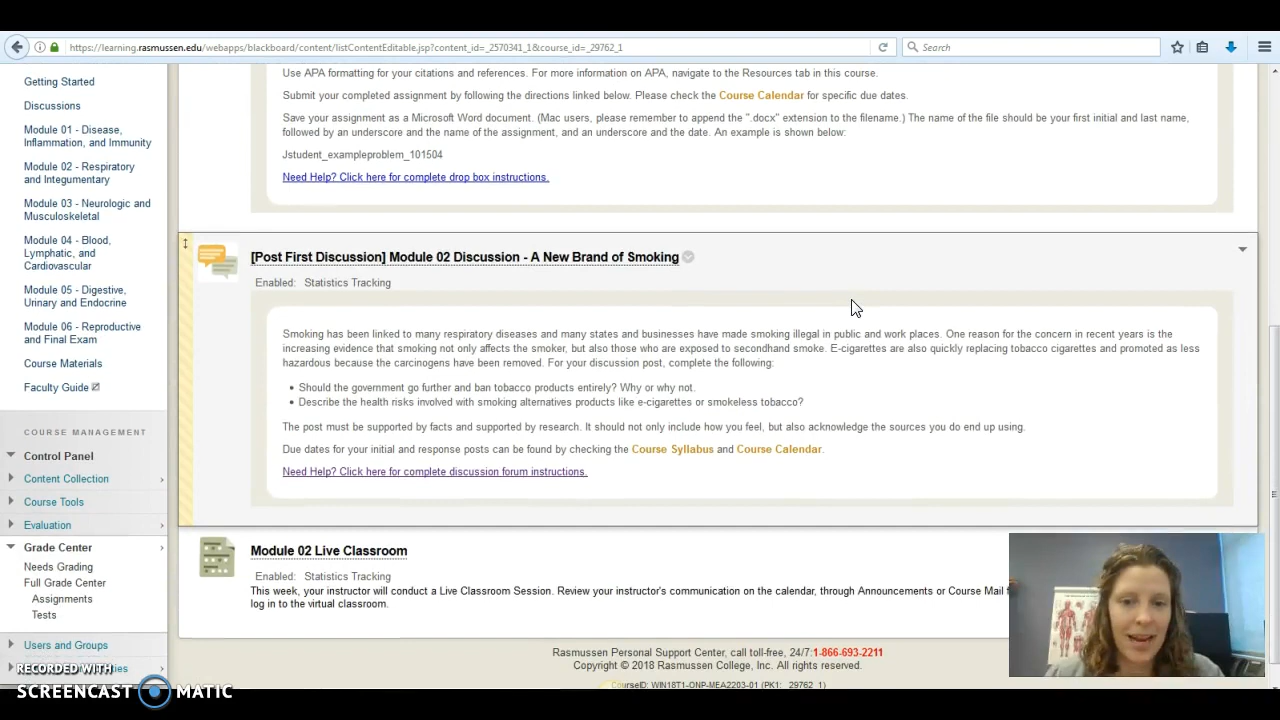 https://learning.rasmussen.edu/webapps/blackboard/content/listContentEditable.jsp?content_id=_2570341_1&course_id=_29762_1
Search
Getting Started
Discussions
Module 01 - Disease,
Inflammation, and Immunity
Module 02 - Respiratory
and Integumentary
Module 03 - Neurologic and
Musculoskeletal
Module 04 - Blood,
Lymphatic, and
Cardiovascular
Module 05 - Digestive,
Urinary and Endocrine
Module 06 - Reproductive
and Final Exam
Course Materials
Faculty Guide
COURSE MANAGEMENT
Control Panel
Content Collection
Course Tools
Evaluation
Grade Center
Needs Grading
Full Grade Center
Assignments
Tests
Users and Groups
RECORDED WITH
SCREENCAST MATIC
Use APA formatting for your citations and references. For more information on APA, navigate to the Resources tab in this course.
Submit your completed assignment by following the directions linked below. Please check the Course Calendar for specific due dates.
Save your assignment as a Microsoft Word document. (Mac users, please remember to append the ".docx" extension to the filename.) The name of the file should be your first initial and last name,
followed by an underscore and the name of the assignment, and an underscore and the date. An example is shown below:
Jstudent_exampleproblem_101504
Need Help? Click here for complete drop box instructions.
[Post First Discussion] Module 02 Discussion - A New Brand of Smoking
Enabled: Statistics Tracking
Smoking has been linked to many respiratory diseases and many states and businesses have made smoking illegal in public and work places. One reason for the concern in recent years is the
increasing evidence that smoking not only affects the smoker, but also those who are exposed to secondhand smoke. E-cigarettes are also quickly replacing tobacco cigarettes and promoted as less
hazardous because the carcinogens have been removed. For your discussion post, complete the following:
• Should the government go further and ban tobacco products entirely? Why or why not.
• Describe the health risks involved with smoking alternatives products like e-cigarettes or smokeless tobacco?
The post must be supported by facts and supported by research. It should not only include how you feel, but also acknowledge the sources you do end up using.
Due dates for your initial and response posts can be found by checking the Course Syllabus and Course Calendar.
Need Help? Click here for complete discussion forum instructions.
Module 02 Live Classroom
Enabled: Statistics Tracking
This week, your instructor will conduct a Live Classroom Session. Review your instructor's communication on the calendar, through Announcements or Course Mail
log in to the virtual classroom.
Rasmussen Personal Support Center, call toll-free, 24/7:1-866-693-2211
Copyright © 2018 Rasmussen College, Inc. All rights reserved.
CourseID: WIN18T1-ONP-MEA2203-01 (PK1: _29762_1)